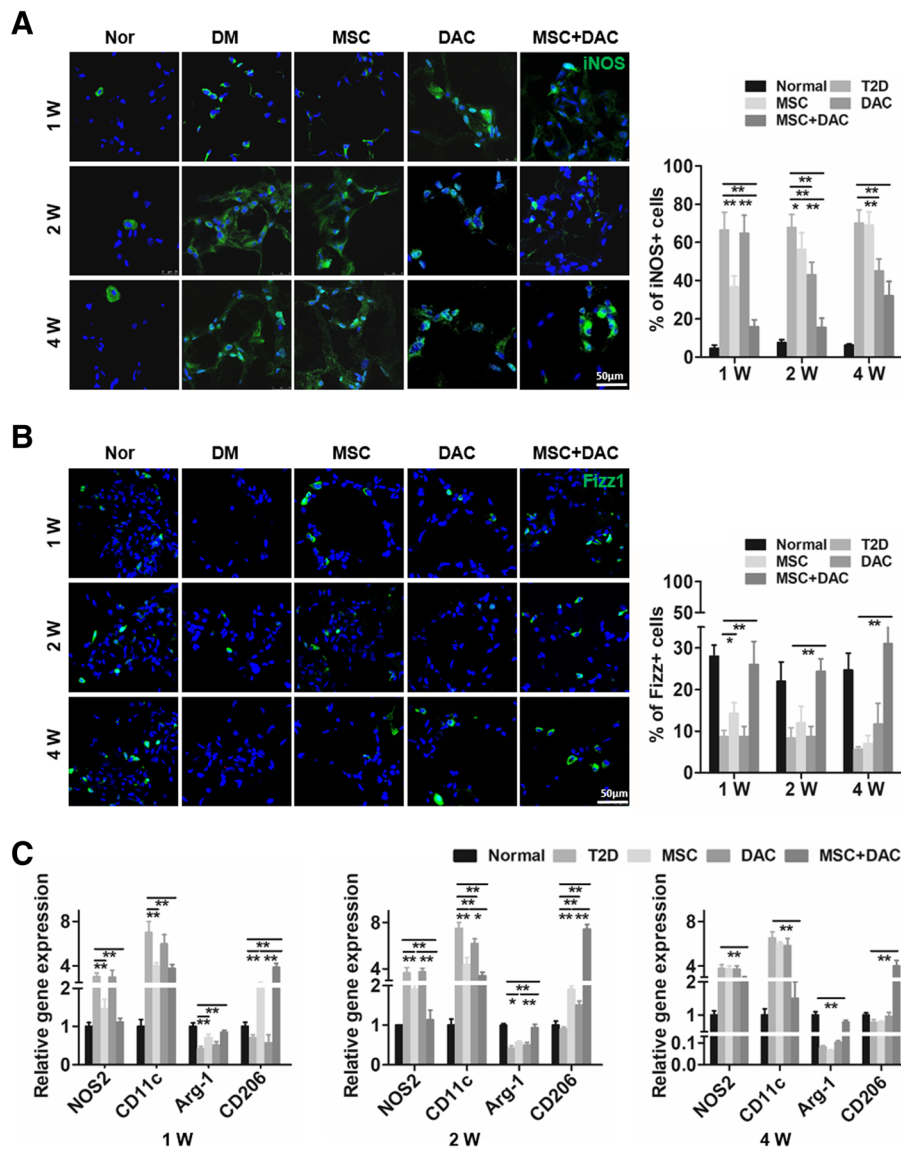 A
Nor DM MSC DAC MSC+DAC
iNOS
1 W
2 W
4 W
50µm
Normal T2D
MSC DAC
MSC+DAC
% of iNOS+ cells
100
80
60
40
20
0
** ** **
** ** * **
** **
1 W 2 W 4 W
B
Nor DM MSC DAC MSC+DAC
Fizz1
1 W
2 W
4 W
50µm
Normal T2D
MSC DAC
MSC+DAC
% of Fizz+ cells
100
50
30
20
10
0
** *
**
**
1 W 2 W 4 W
C
Normal T2D MSC DAC MSC+DAC
Relative gene expression
8
4
2
1
0
** **
** **
** **
** ** **
NOS2 CD11c Arg-1 CD206
1 W
Relative gene expression
8
4
2
1
0
** ** **
** ** ** *
** * **
** ** ** **
NOS2 CD11c Arg-1 CD206
2 W
Relative gene expression
8
4
2
1
0.1
0.0
**
**
**
**
NOS2 CD11c Arg-1 CD206
4 W